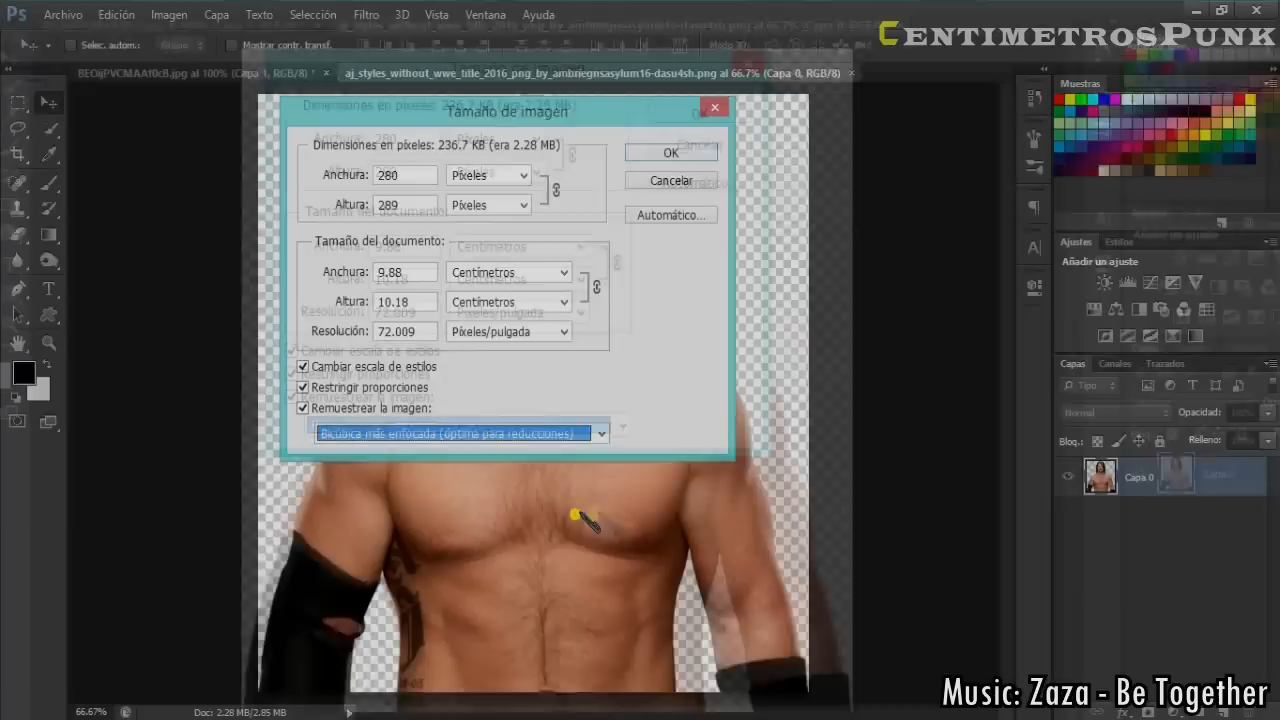 Ps Archivo Edición Imagen Capa Texto Selección Filtro 3D Vista Ventana Ayuda
CENTIMETROSPUNK
Selec. autom.: Grupo Mostrar contr. transf. Modo 3D:
BEOijPVCMAAf0cB.jpg al 100% (Capa 1, RGB/8) * ×
aj_styles_without_wwe_title_2016_png_by_ambriegnsasylum16-dasu4sh.png al 66.7% (Capa 0, RGB/8) ×
Muestras
Tamaño de imagen
Dimensiones en píxeles: 236.7 KB (era 2.28 MB)
OK
Anchura: 280 Píxeles
Cancelar
Altura: 289 Píxeles
Automático...
Tamaño del documento:
Anchura: 9.88 Centímetros
Altura: 10.18 Centímetros
Resolución: 72.009 Píxeles/pulgada
Cambiar escala de estilos
Restringir proporciones
Remuestrear la imagen:
Bicúbica más enfocada (óptima para reducciones)
Ajustes Estilos
Añadir un ajuste
Capas Canales Trazados
Tipo
Normal Opacidad: 100%
Bloq.: Relleno:
Capa 0
66.67% Doc: 2.28 MB/2.85 MB
Music: Zaza - Be Together